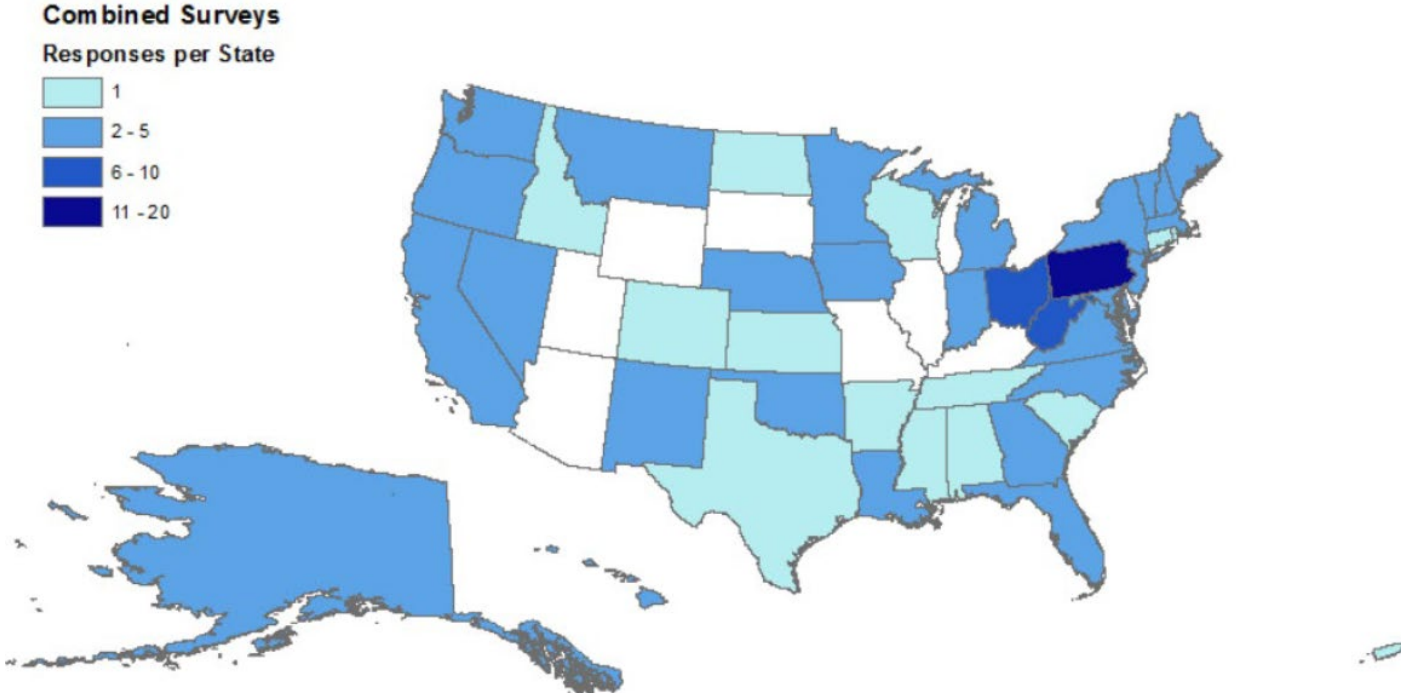 Combined Surveys
Responses per State
1
2 - 5
6 - 10
11 - 20